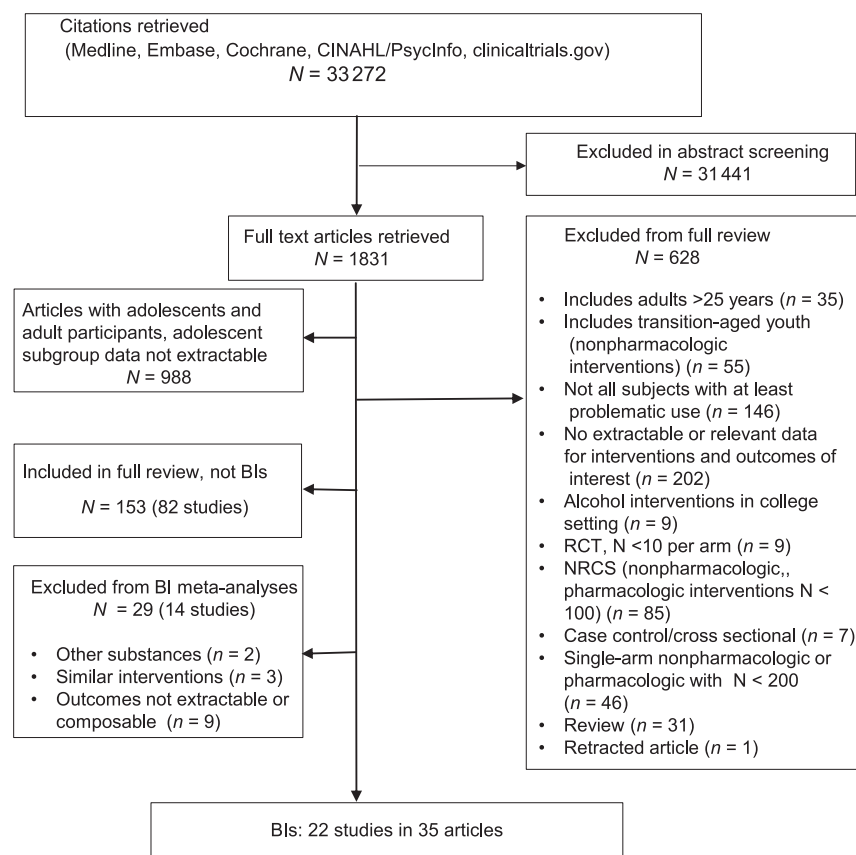 Citations retrieved
(Medline, Embase, Cochrane, CINAHL/PsycInfo, clinicaltrials.gov)
N = 33 272
Excluded in abstract screening
N = 31 441
Full text articles retrieved
N = 1831
Articles with adolescents and
adult participants, adolescent
subgroup data not extractable
N = 988
Excluded from full review
N = 628
• Includes adults >25 years (n = 35)
• Includes transition-aged youth
(nonpharmacologic
interventions) (n = 55)
• Not all subjects with at least
problematic use (n = 146)
• No extractable or relevant data
for interventions and outcomes of
interest (n = 202)
• Alcohol interventions in college
setting (n = 9)
• RCT, N <10 per arm (n = 9)
• NRCS (nonpharmacologic,,
pharmacologic interventions N <
100) (n = 85)
• Case control/cross sectional (n = 7)
• Single-arm nonpharmacologic or
pharmacologic with N < 200
(n = 46)
• Review (n = 31)
• Retracted article (n = 1)
Included in full review, not BIs
N = 153 (82 studies)
Excluded from BI meta-analyses
N = 29 (14 studies)
• Other substances (n = 2)
• Similar interventions (n = 3)
• Outcomes not extractable or
composable (n = 9)
BIs: 22 studies in 35 articles